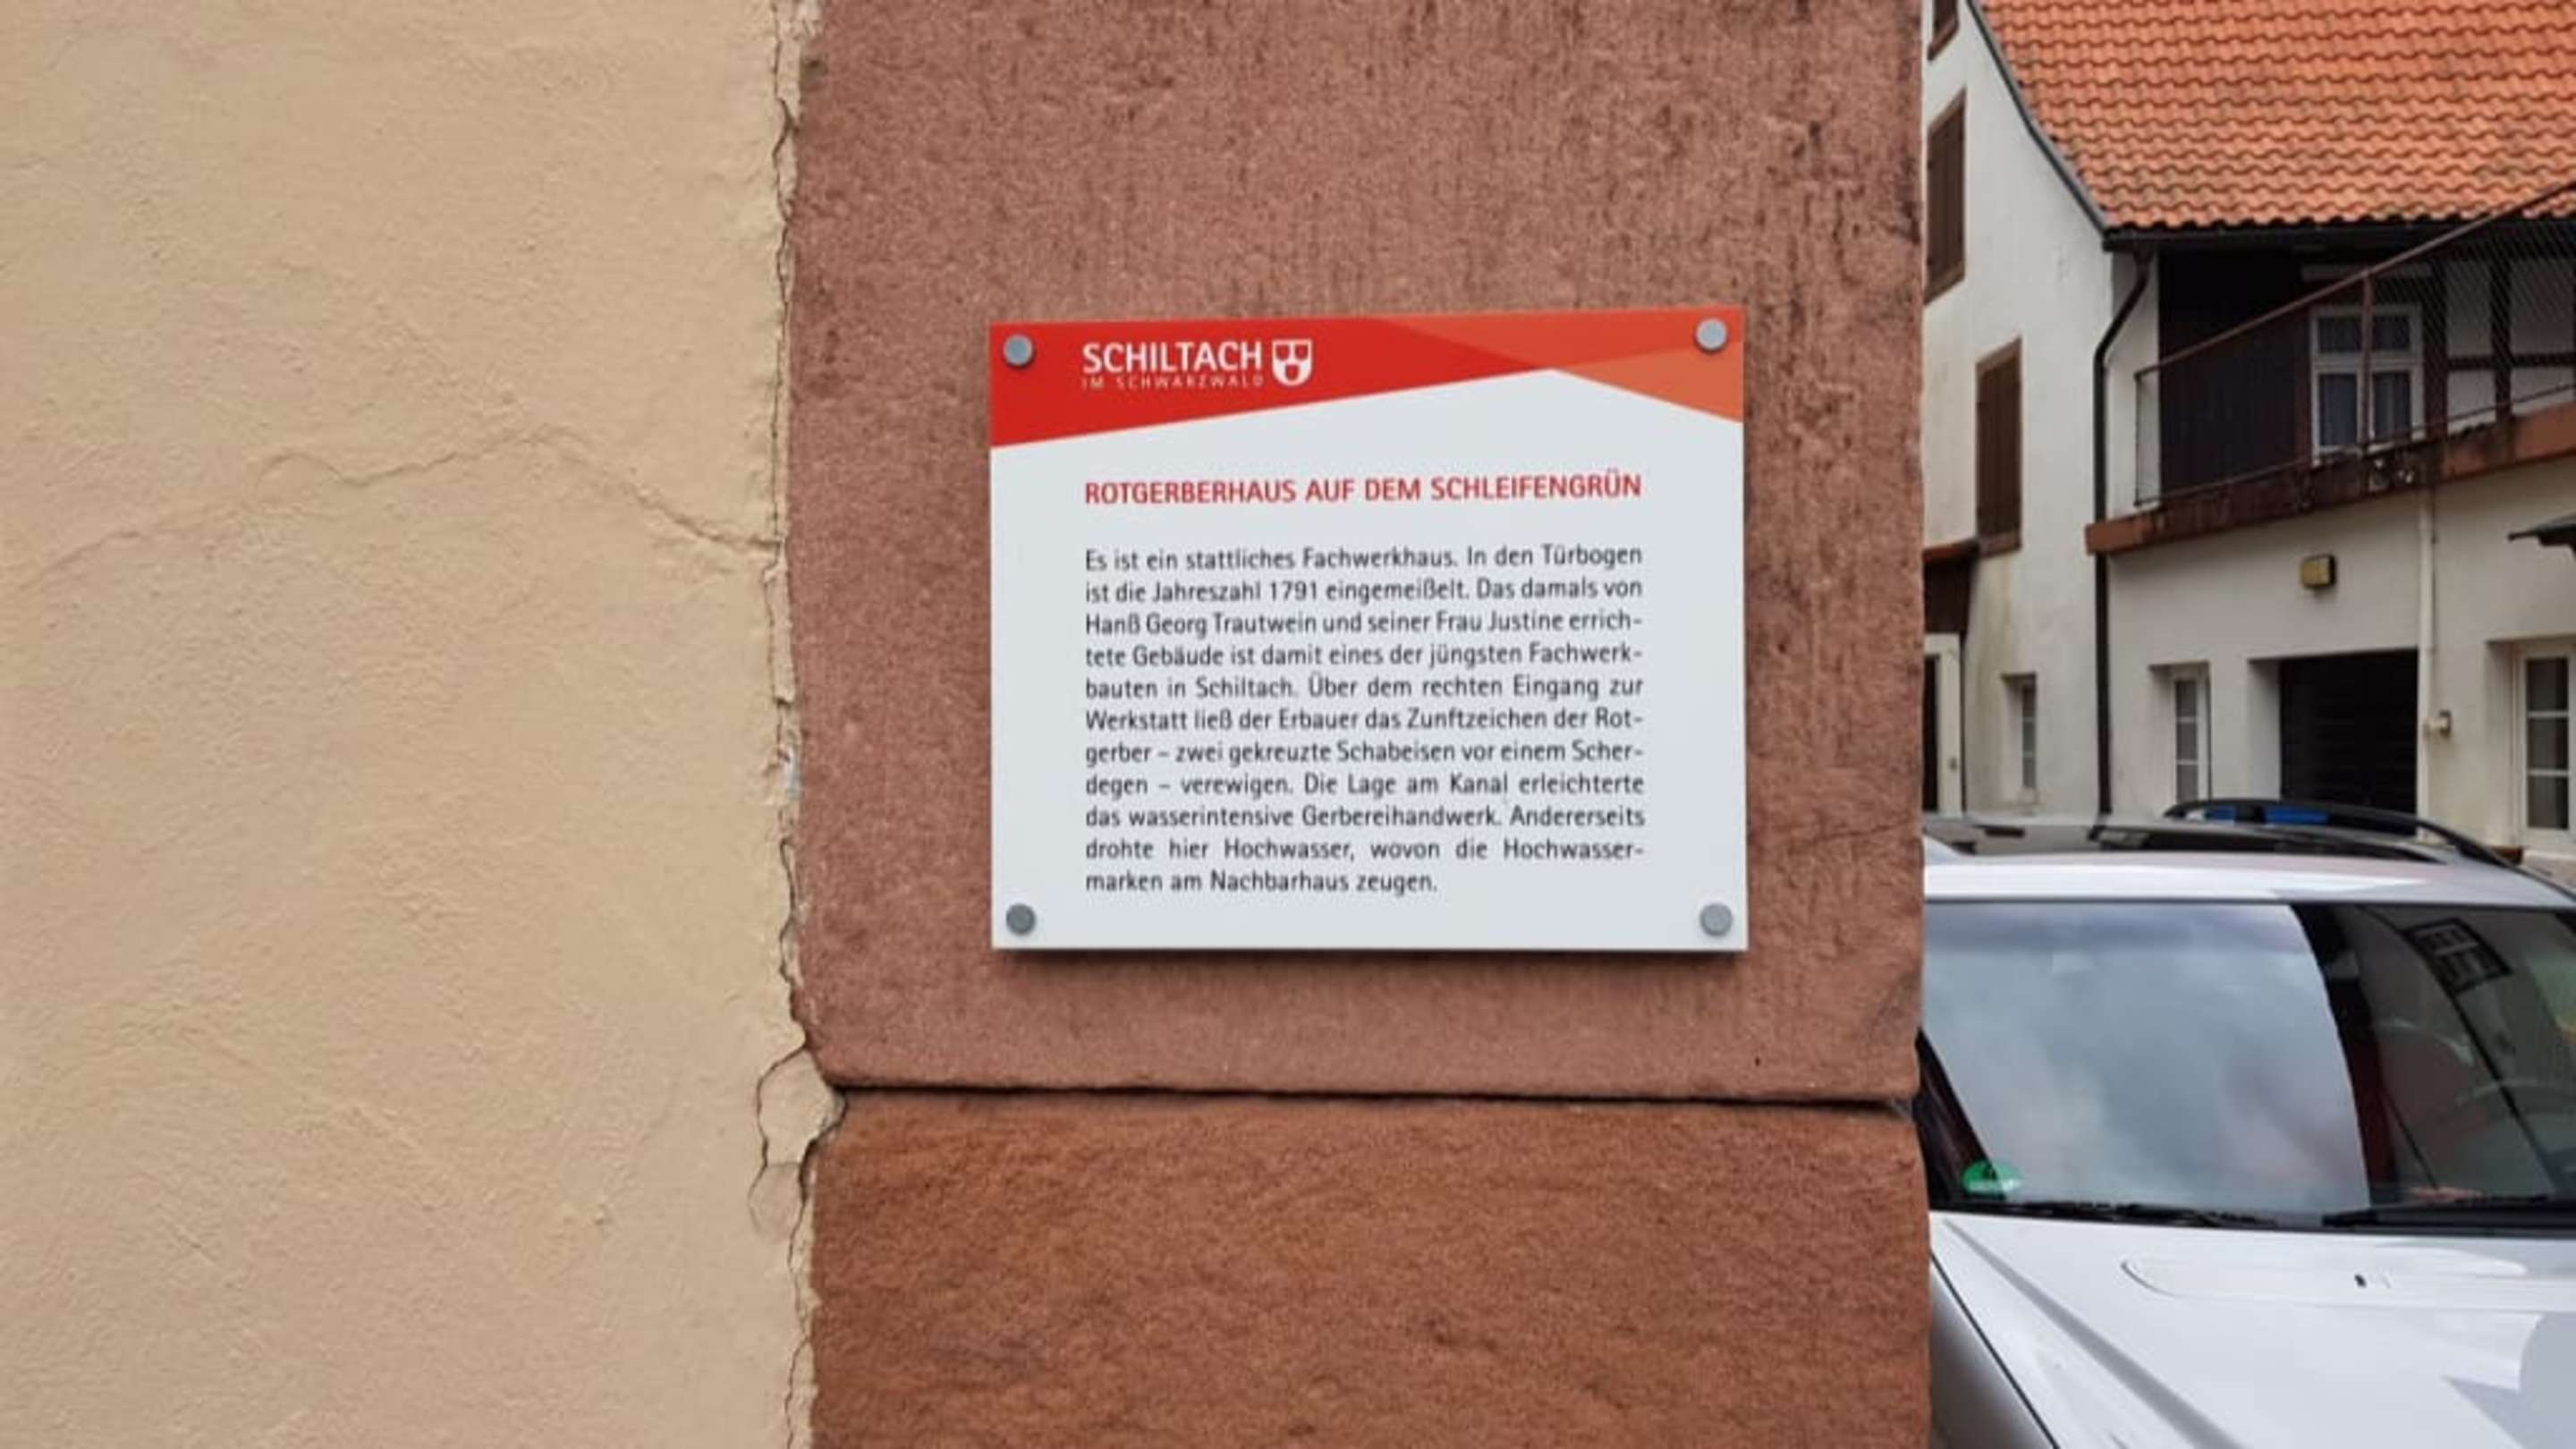 SCHILTACH
IM SCHWARZWALD
ROTGERBERHAUS AUF DEM SCHLEIFENGRÜN
Es ist ein stattliches Fachwerkhaus. In den Türbogen
ist die Jahreszahl 1791 eingemeißelt. Das damals von
Hanß Georg Trautwein und seiner Frau Justine errich-
tete Gebäude ist damit eines der jüngsten Fachwerk-
bauten in Schiltach. Über dem rechten Eingang zur
Werkstatt ließ der Erbauer das Zunftzeichen der Rot-
gerber – zwei gekreuzte Schabeisen vor einem Scher-
degen – verewigen. Die Lage am Kanal erleichterte
das wasserintensive Gerbereihandwerk. Andererseits
drohte hier Hochwasser, wovon die Hochwasser-
marken am Nachbarhaus zeugen.